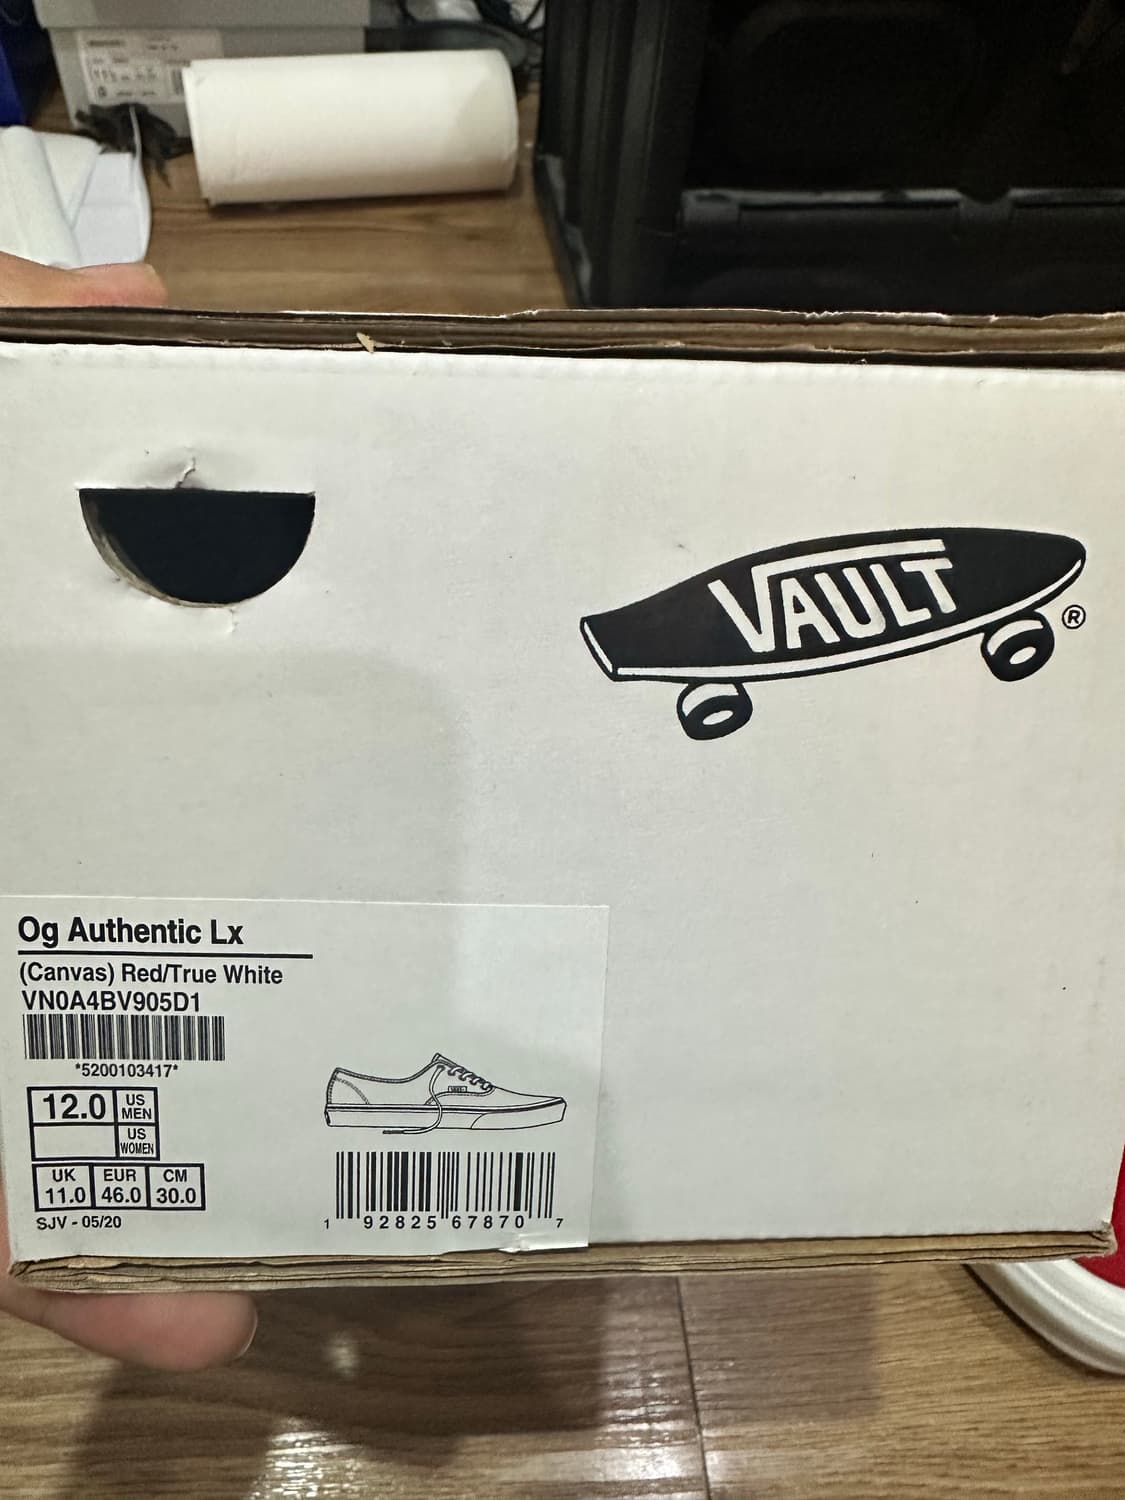 VAULT
®
Og Authentic Lx
(Canvas) Red/True White
VN0A4BV905D1
*5200103417*
12.0 US MEN
US WOMEN
UK EUR CM
11.0 46.0 30.0
SJV - 05/20
1 92825 67870 7